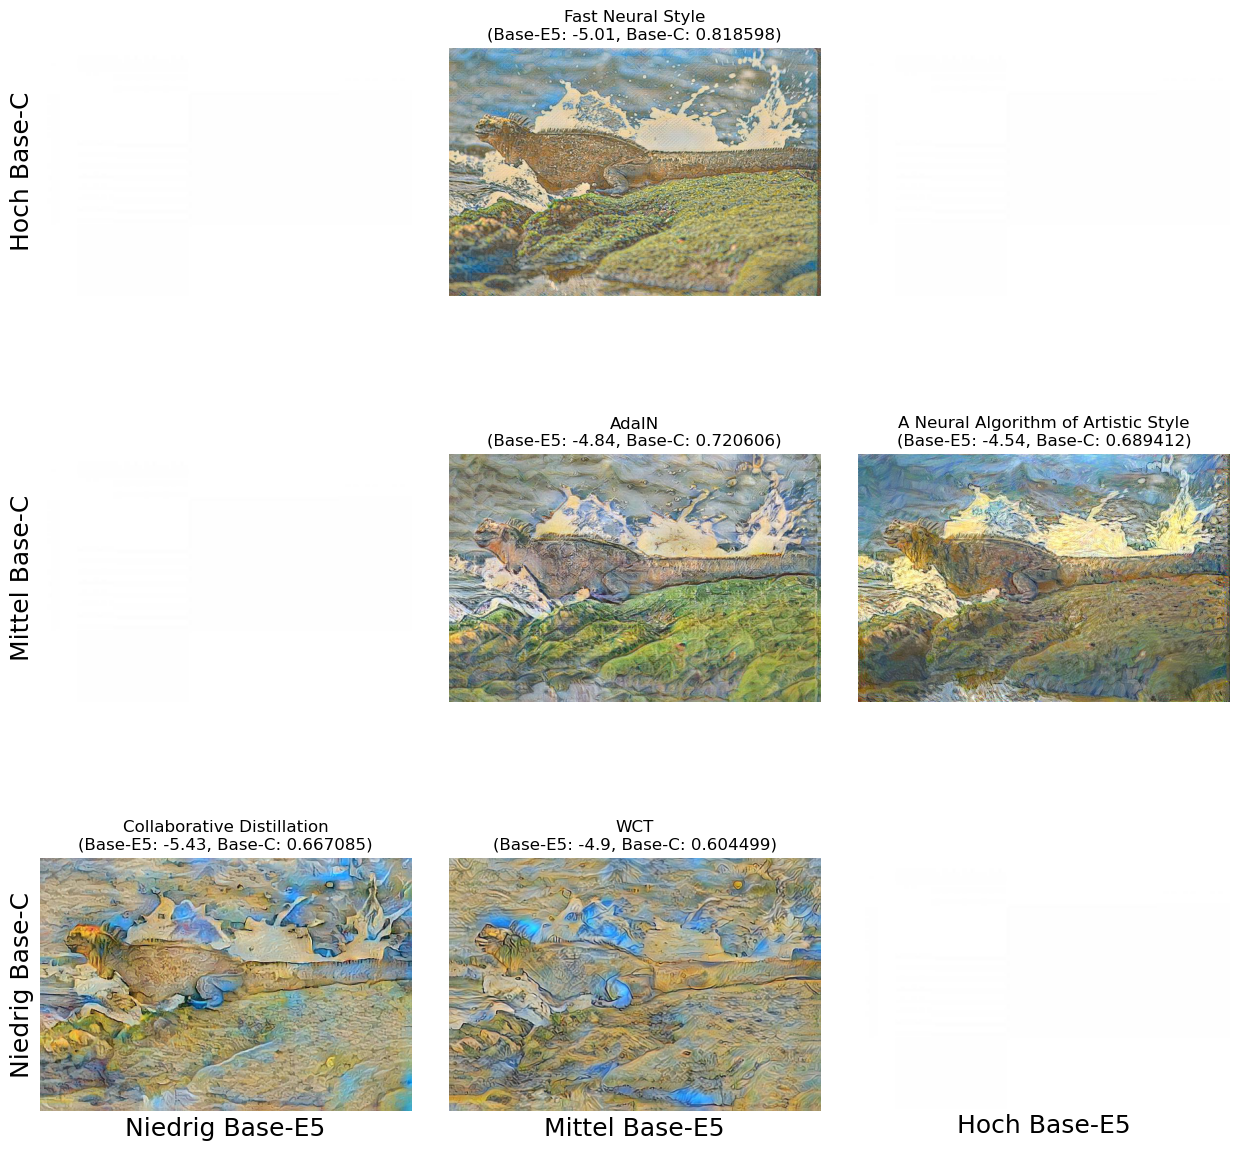 Fast Neural Style
(Base-E5: -5.01, Base-C: 0.818598)
Hoch Base-C
AdaIN
(Base-E5: -4.84, Base-C: 0.720606)
A Neural Algorithm of Artistic Style
(Base-E5: -4.54, Base-C: 0.689412)
Mittel Base-C
Collaborative Distillation
(Base-E5: -5.43, Base-C: 0.667085)
WCT
(Base-E5: -4.9, Base-C: 0.604499)
Niedrig Base-C
Niedrig Base-E5
Mittel Base-E5
Hoch Base-E5